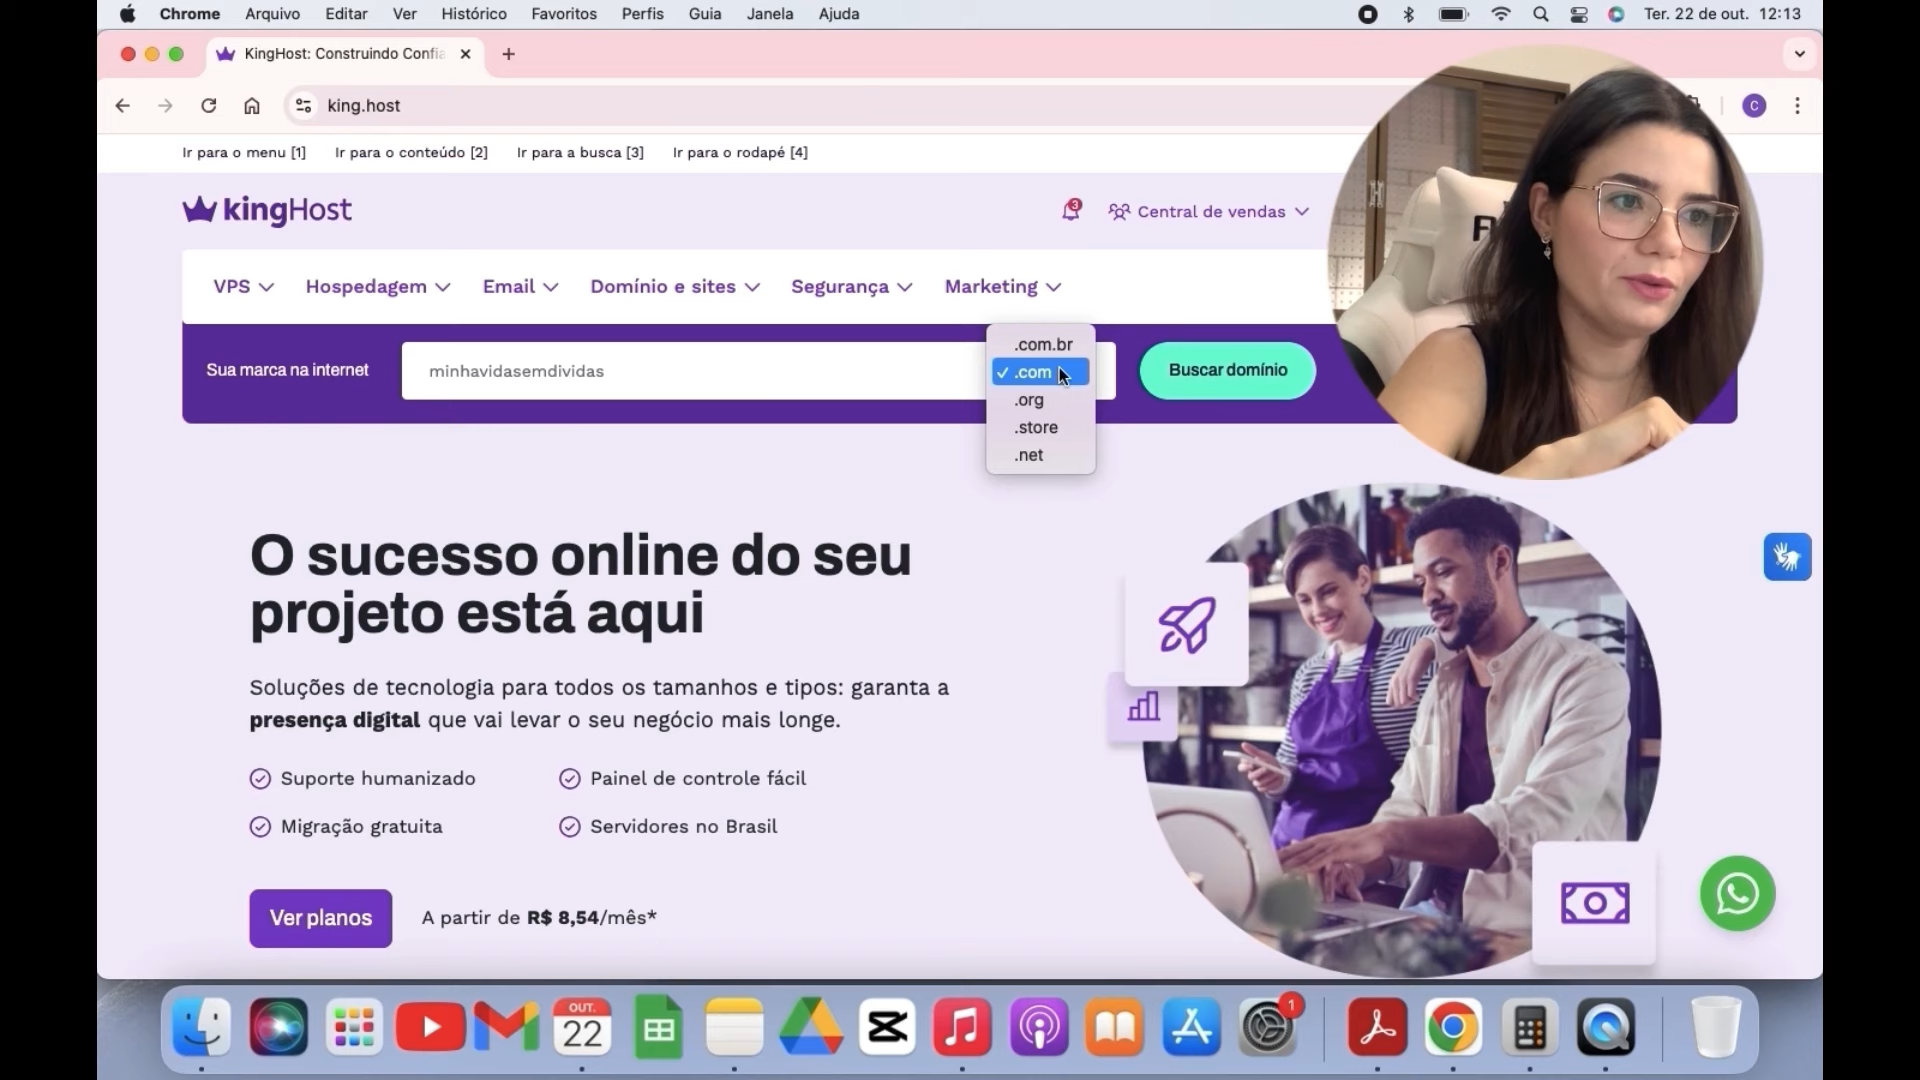 Chrome Arquivo Editar Ver Histórico Favoritos Perfis Guia Janela Ajuda Ter. 22 de out. 12:13
KingHost: Construindo Confia
king.host
C
Ir para o menu [1] Ir para o conteúdo [2] Ir para a busca [3] Ir para o rodapé [4]
kingHost
3
Central de vendas
VPS Hospedagem Email Domínio e sites Segurança Marketing
Sua marca na internet
minhavidasemdividas
.com.br
.com
.org
.store
.net
Buscar domínio
O sucesso online do seu
projeto está aqui
Soluções de tecnologia para todos os tamanhos e tipos: garanta a
presença digital que vai levar o seu negócio mais longe.
Suporte humanizado Painel de controle fácil
Migração gratuita Servidores no Brasil
Ver planos A partir de R$ 8,54/mês*
OUT.
22
1